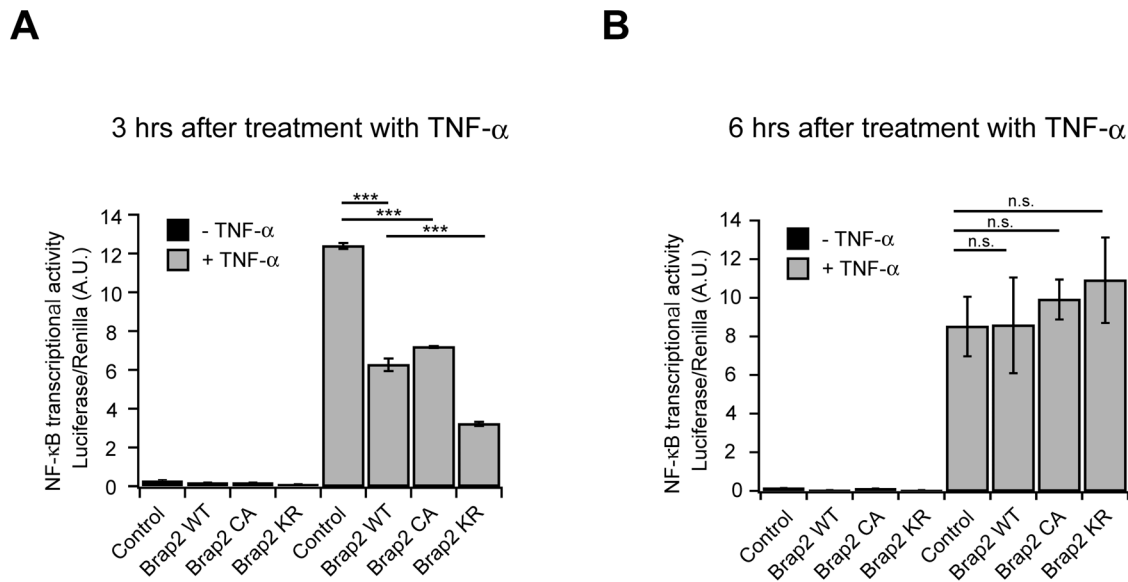 A
3 hrs after treatment with TNF-α
NF-κB transcriptional activity
Luciferase/Renilla (A.U.)
14
12
10
8
6
4
2
0
- TNF-α
+ TNF-α
***
***
***
Control
Brap2 WT
Brap2 CA
Brap2 KR
Control
Brap2 WT
Brap2 CA
Brap2 KR
B
6 hrs after treatment with TNF-α
NF-κB transcriptional activity
Luciferase/Renilla (A.U.)
14
12
10
8
6
4
2
0
- TNF-α
+ TNF-α
n.s.
n.s.
n.s.
Control
Brap2 WT
Brap2 CA
Brap2 KR
Control
Brap2 WT
Brap2 CA
Brap2 KR